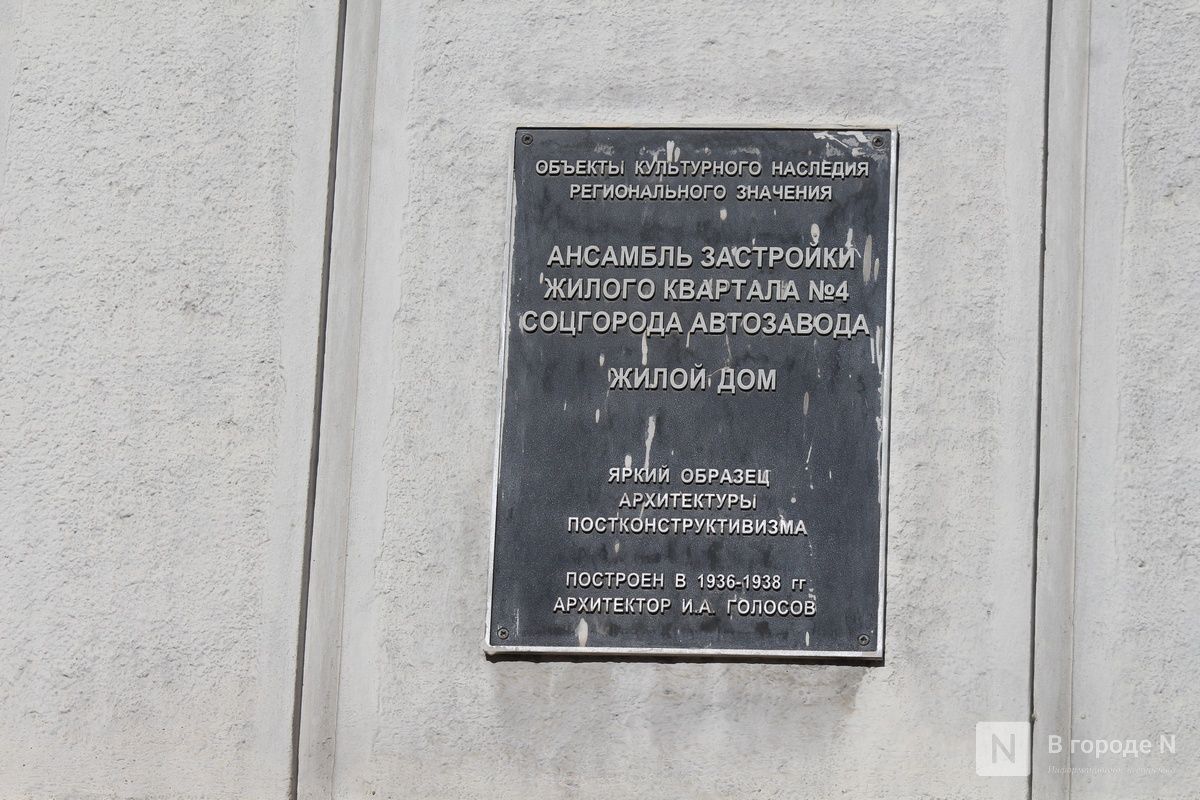 ОБЪЕКТЫ КУЛЬТУРНОГО НАСЛЕДИЯ
РЕГИОНАЛЬНОГО ЗНАЧЕНИЯ
АНСАМБЛЬ ЗАСТРОЙКИ
ЖИЛОГО КВАРТАЛА №4
СОЦГОРОДА АВТОЗАВОДА
ЖИЛОЙ ДОМ
ЯРКИЙ ОБРАЗЕЦ
АРХИТЕКТУРЫ
ПОСТКОНСТРУКТИВИЗМА
ПОСТРОЕН В 1936-1938 гг.
АРХИТЕКТОР И.А. ГОЛОСОВ
N В городе N